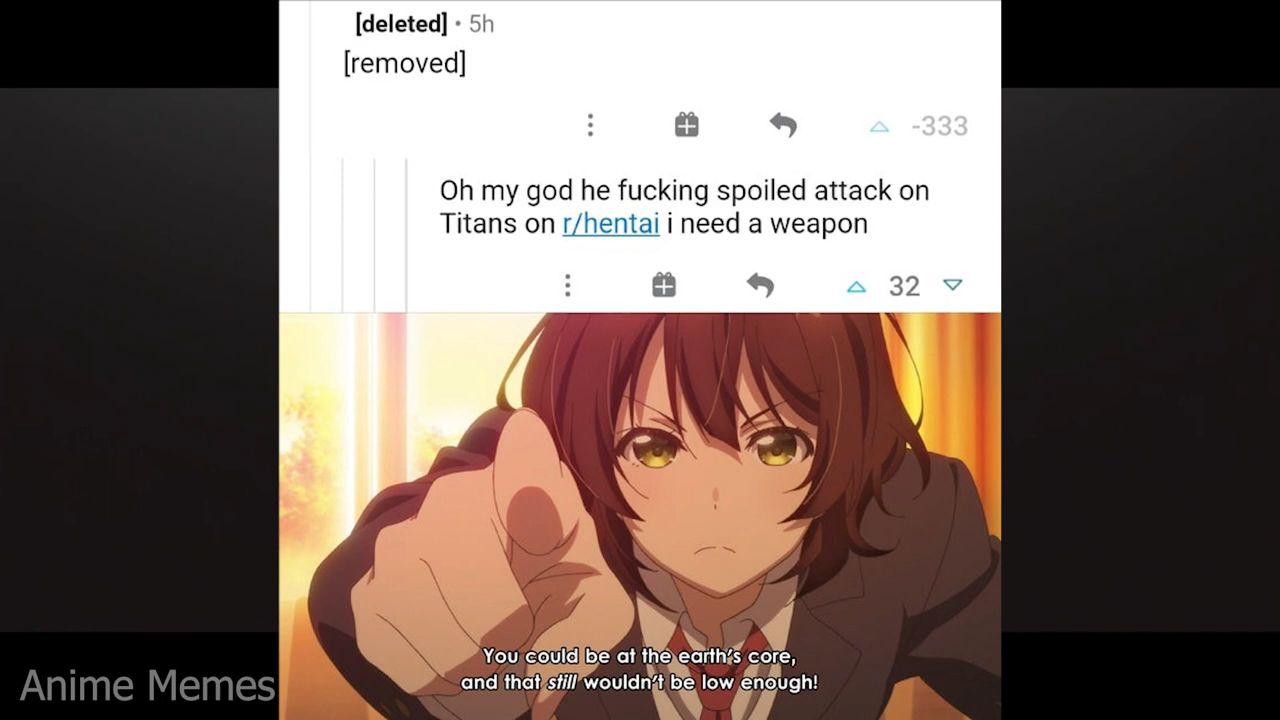 [deleted] • 5h
[removed]
-333
Oh my god he fucking spoiled attack on
Titans on r/hentai i need a weapon
32
You could be at the earth's core,
and that still wouldn't be low enough!
Anime Memes